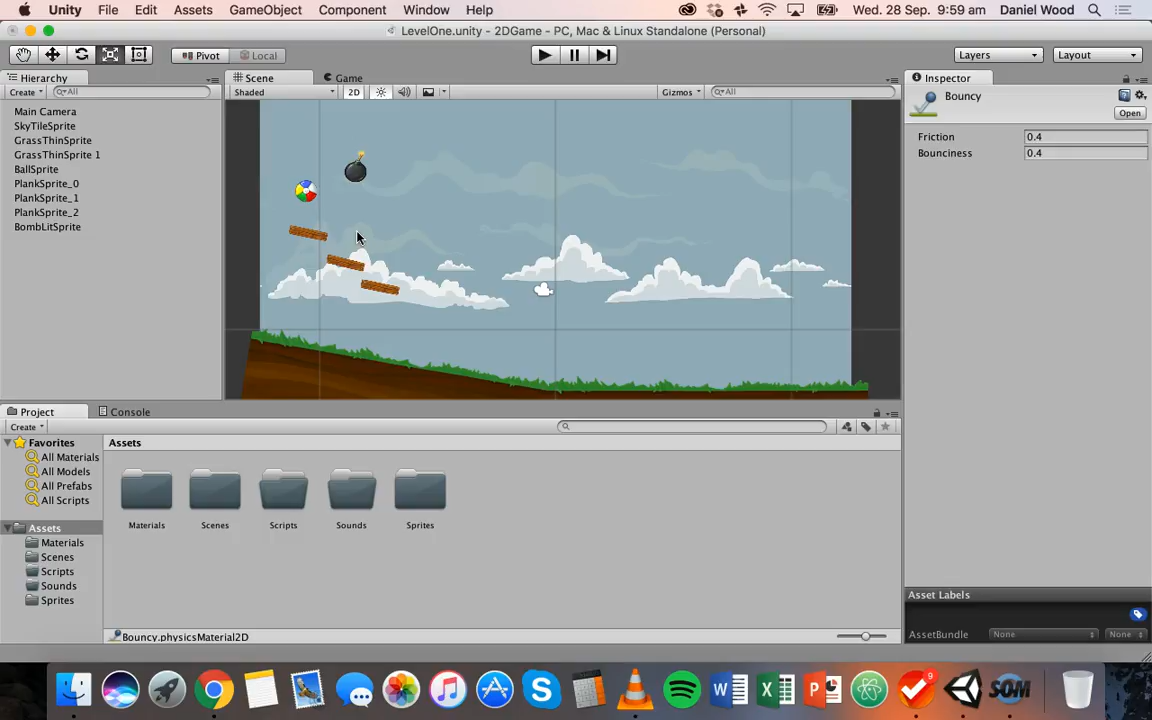 Unity File Edit Assets GameObject Component Window Help Wed. 28 Sep. 9:59 am Daniel Wood
LevelOne.unity - 2DGame - PC, Mac & Linux Standalone (Personal)
Pivot Local Layers Layout
Hierarchy Scene Game Inspector
Create All Shaded 2D Gizmos All
Bouncy
Open
Main Camera
SkyTileSprite
GrassThinSprite
GrassThinSprite 1
BallSprite
PlankSprite_0
PlankSprite_1
PlankSprite_2
BombLitSprite
Friction 0.4
Bounciness 0.4
Project Console
Create
Favorites
All Materials
All Models
All Prefabs
All Scripts
Assets
Materials
Scenes
Scripts
Sounds
Sprites
Assets
Materials Scenes Scripts Sounds Sprites
Bouncy.physicsMaterial2D
Asset Labels
AssetBundle None None
W X P 9 SOM